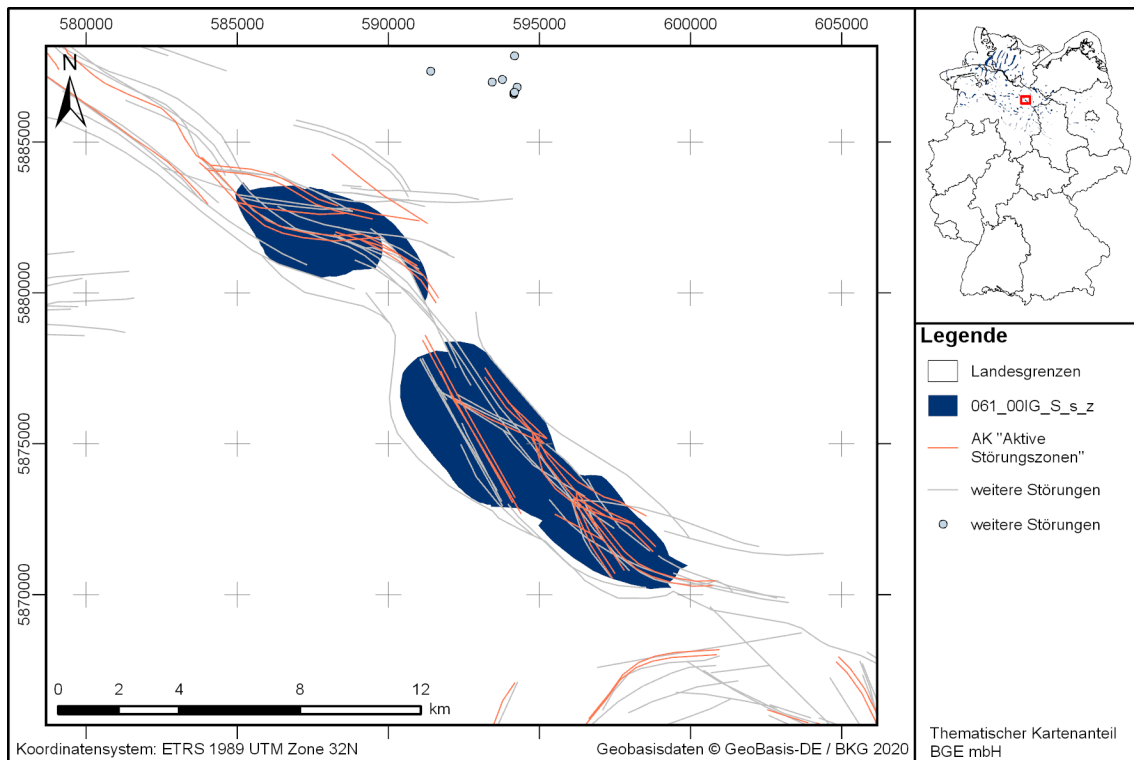 580000 585000 590000 595000 600000 605000
5885000
5880000
5875000
5870000
N
0 2 4 8 12
km
Koordinatensystem: ETRS 1989 UTM Zone 32N
Geobasisdaten © GeoBasis-DE / BKG 2020
Legende
Landesgrenzen
061_00IG_S_s_z
AK "Aktive
Störungszonen"
weitere Störungen
weitere Störungen
Thematischer Kartenanteil
BGE mbH